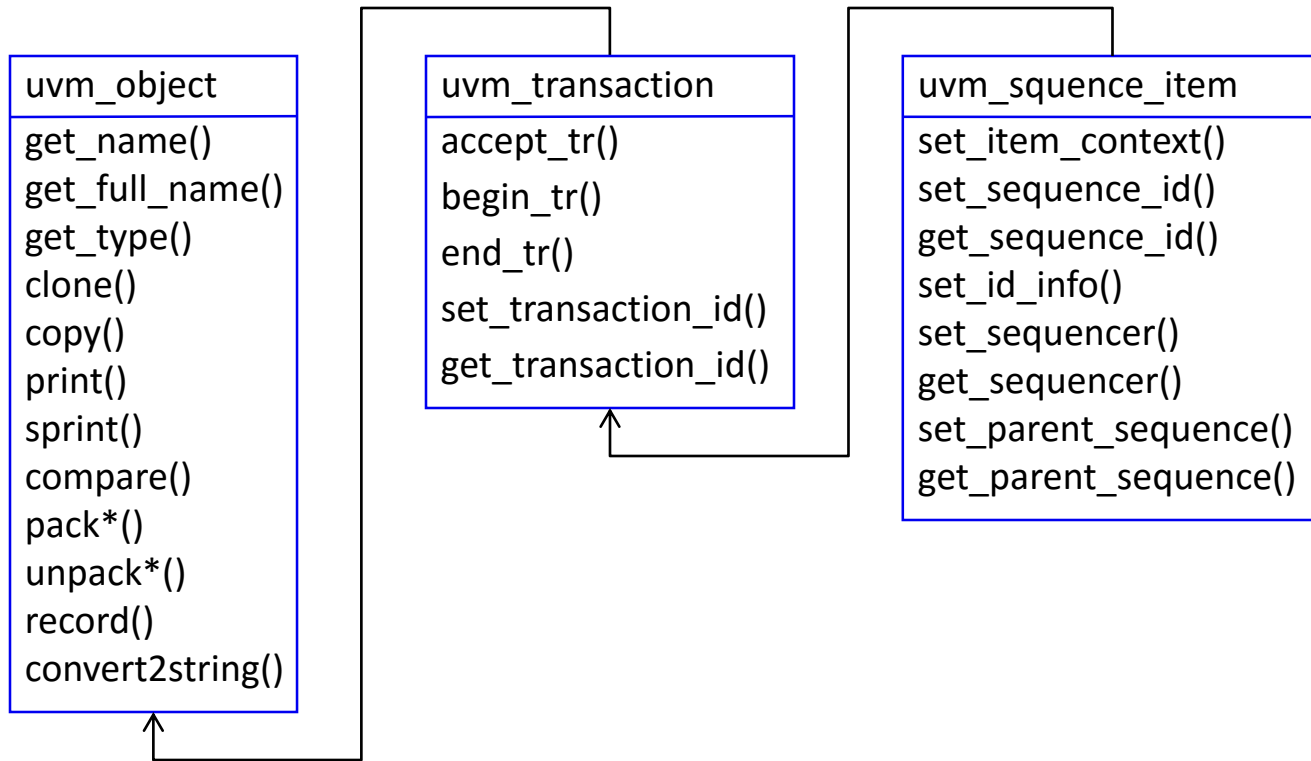 uvm_object
get_name()
get_full_name()
get_type()
clone()
copy()
print()
sprint()
compare()
pack*()
unpack*()
record()
convert2string()
uvm_transaction
accept_tr()
begin_tr()
end_tr()
set_transaction_id()
get_transaction_id()
uvm_squence_item
set_item_context()
set_sequence_id()
get_sequence_id()
set_id_info()
set_sequencer()
get_sequencer()
set_parent_sequence()
get_parent_sequence()